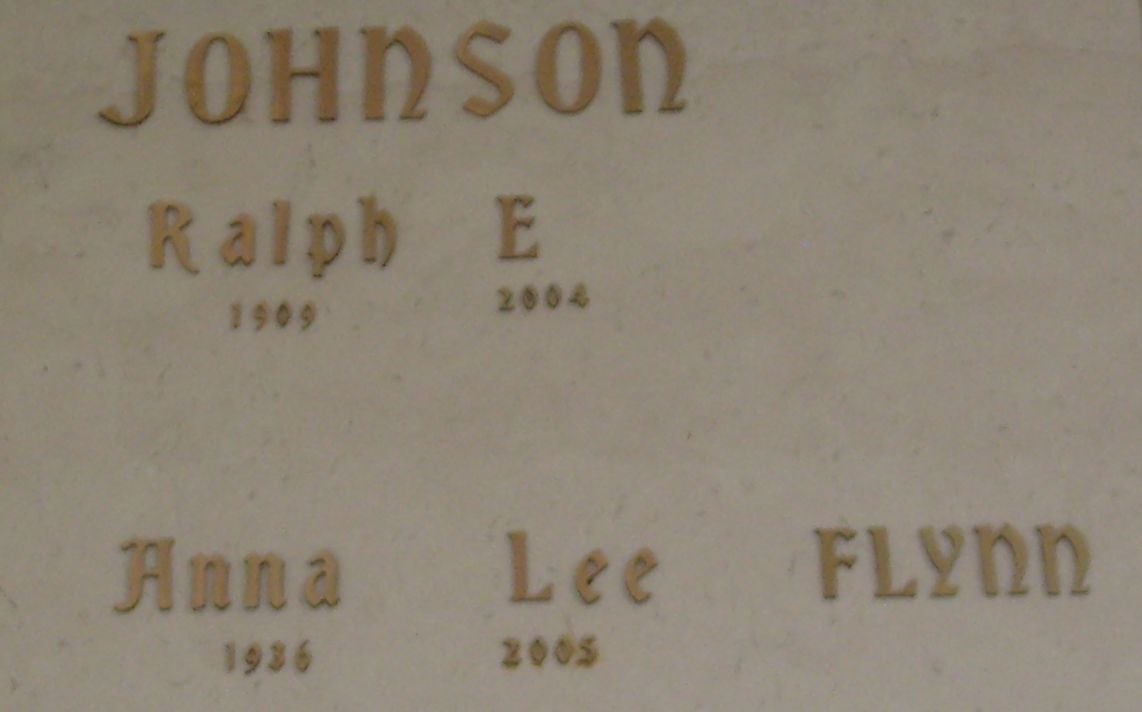 JOHNSON
Ralph E
1909 2004
Anna Lee FLYNN
1936 2005